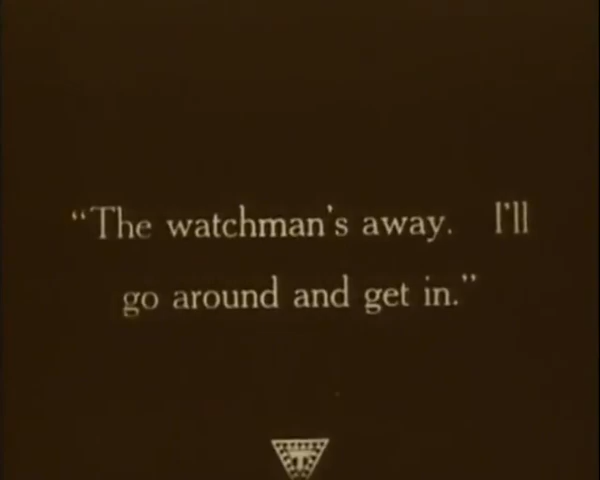 “The watchman's away. I'll
go around and get in.”
T